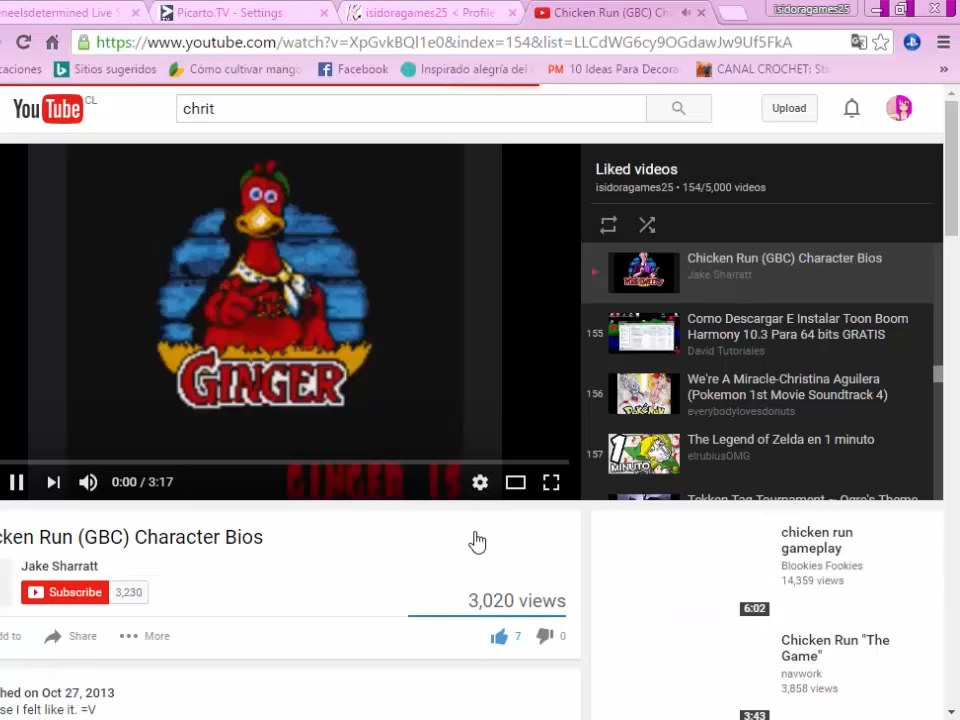 neelsdetermined Live S
Picarto.TV - Settings
isidoragames25 < Profile
Chicken Run (GBC) Ch
isidoragames25
https://www.youtube.com/watch?v=XpGvkBQl1e0&index=154&list=LLCdWG6cy9OGdawJw9Uf5FkA
caciones
Sitios sugeridos
Cómo cultivar mango
Facebook
Inspirado alegría del
PM 10 Ideas Para Decora
CANAL CROCHET: Sta
»
YouTube CL
chrit
Upload
GINGER
GINGER IS
0:00 / 3:17
Liked videos
isidoragames25 • 154/5,000 videos
Chicken Run (GBC) Character Bios
Jake Sharratt
155
Como Descargar E Instalar Toon Boom
Harmony 10.3 Para 64 bits GRATIS
David Tutoriales
156
We're A Miracle-Christina Aguilera
(Pokemon 1st Movie Soundtrack 4)
everybodylovesdonuts
157
1 MINUTO
The Legend of Zelda en 1 minuto
elrubiusOMG
Tekken Tag Tournament ~ Ogre's Theme
cken Run (GBC) Character Bios
Jake Sharratt
Subscribe 3,230
3,020 views
dd to
Share
••• More
7
0
hed on Oct 27, 2013
se I felt like it. =V
chicken run
gameplay
Blookies Fookies
14,359 views
6:02
Chicken Run "The
Game"
navwork
3,858 views
3:43